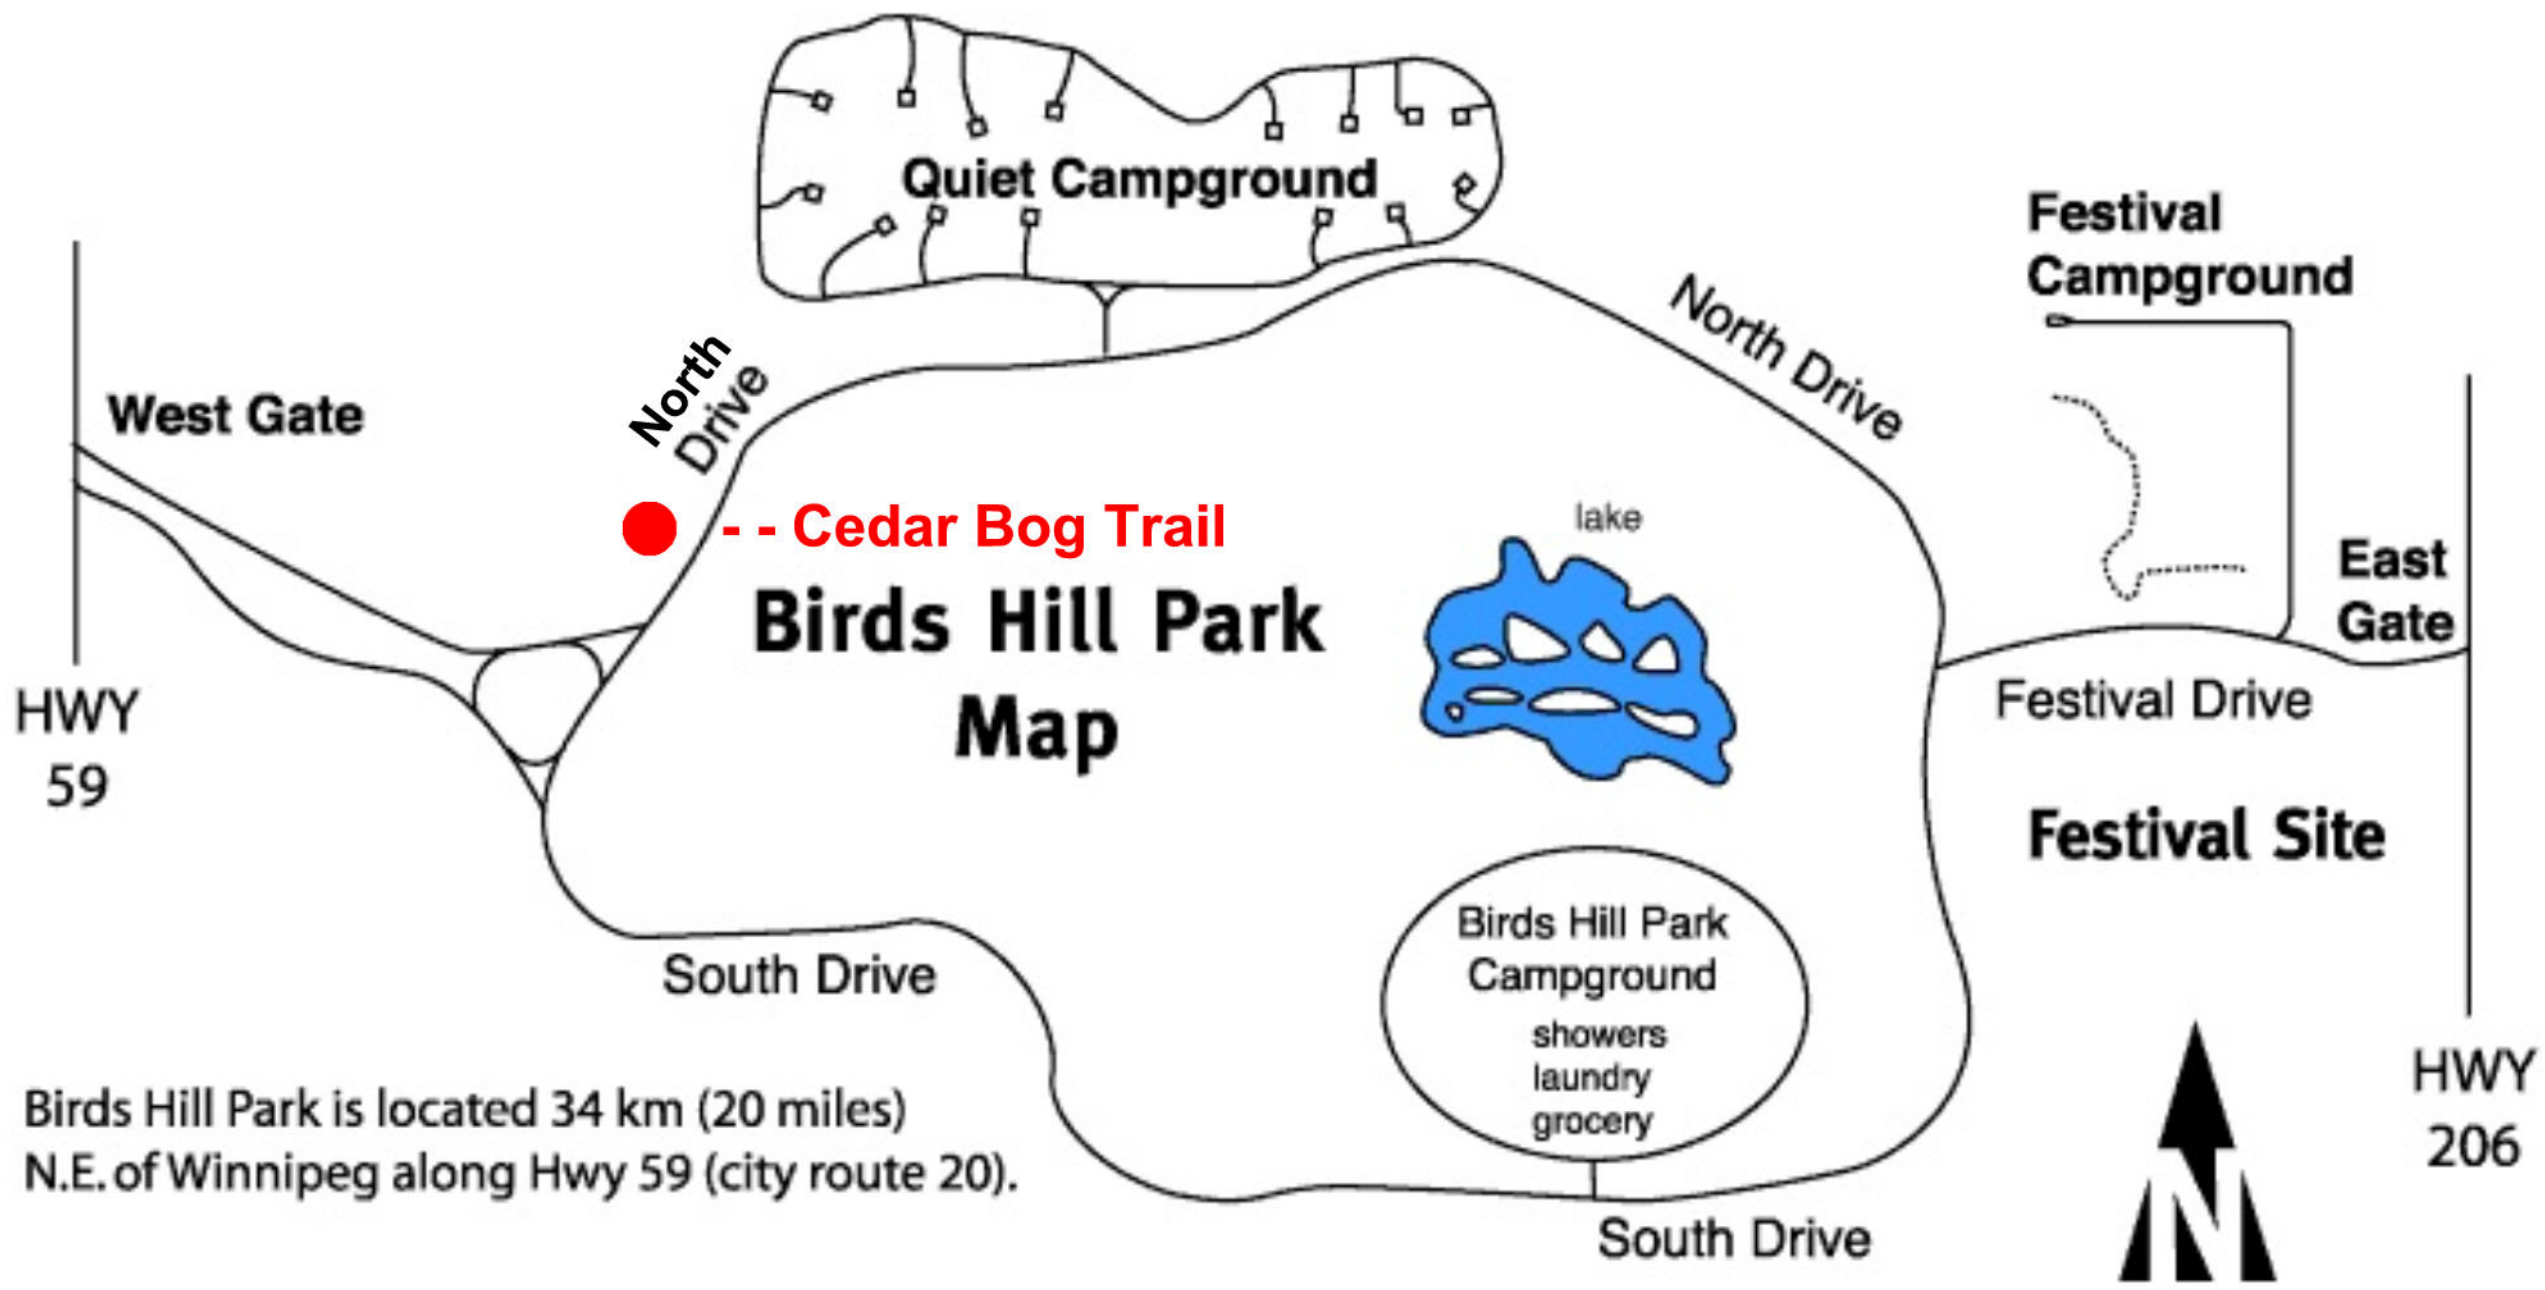 Quiet Campground
Festival
Campground
North
Drive
North Drive
West Gate
- - Cedar Bog Trail
lake
East
Gate
Birds Hill Park
Map
HWY
59
Festival Drive
Festival Site
Birds Hill Park
Campground
showers
laundry
grocery
South Drive
HWY
206
Birds Hill Park is located 34 km (20 miles)
N.E. of Winnipeg along Hwy 59 (city route 20).
South Drive
N